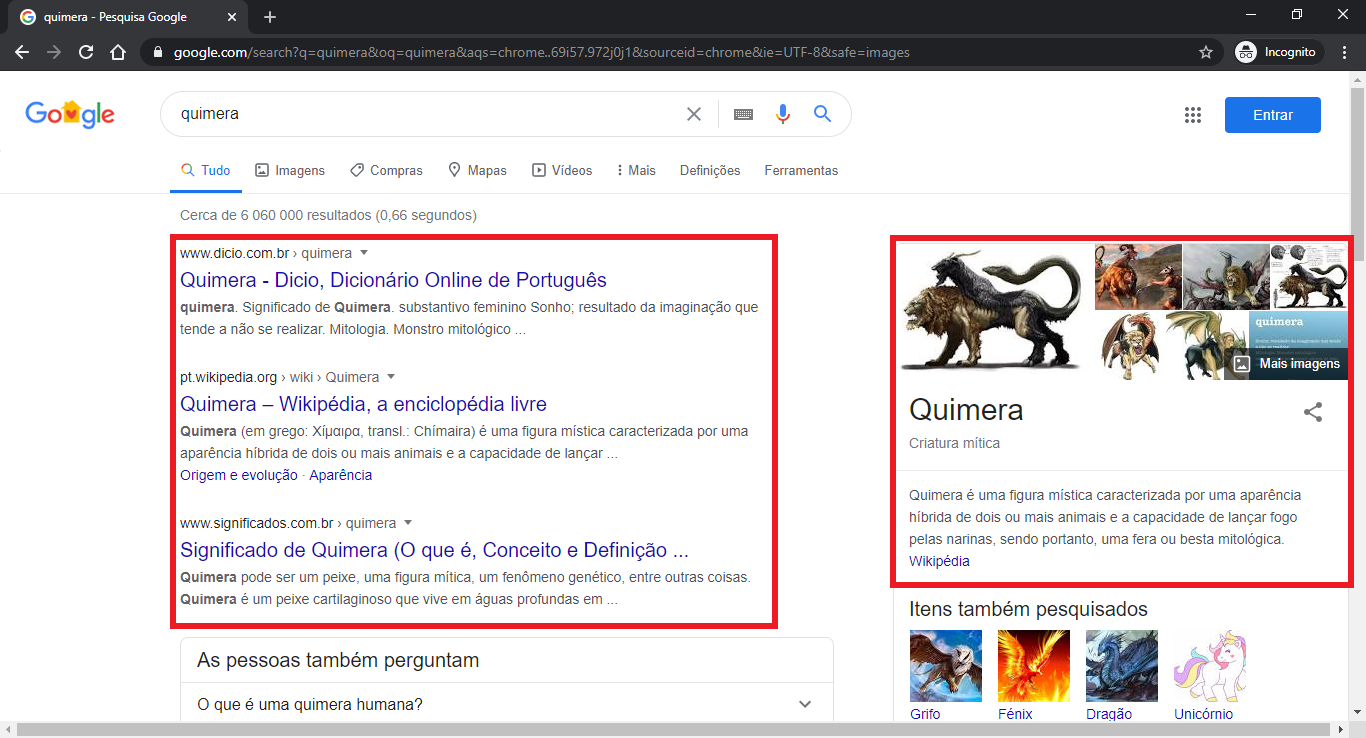 quimera - Pesquisa Google
google.com/search?q=quimera&oq=quimera&aqs=chrome..69i57.972j0j1&sourceid=chrome&ie=UTF-8&safe=images
Incognito
Google
quimera
Entrar
Tudo Imagens Compras Mapas Vídeos Mais Definições Ferramentas
Cerca de 6 060 000 resultados (0,66 segundos)
www.dicio.com.br › quimera
Quimera - Dicio, Dicionário Online de Português
quimera. Significado de Quimera. substantivo feminino Sonho; resultado da imaginação que
tende a não se realizar. Mitologia. Monstro mitológico ...
pt.wikipedia.org › wiki › Quimera
Quimera – Wikipédia, a enciclopédia livre
Quimera (em grego: Χίμαιρα, transl.: Chímaira) é uma figura mística caracterizada por uma
aparência híbrida de dois ou mais animais e a capacidade de lançar ...
Origem e evolução · Aparência
www.significados.com.br › quimera
Significado de Quimera (O que é, Conceito e Definição ...
Quimera pode ser um peixe, uma figura mítica, um fenômeno genético, entre outras coisas.
Quimera é um peixe cartilaginoso que vive em águas profundas em ...
As pessoas também perguntam
O que é uma quimera humana?
quimera
Mais imagens
Quimera
Criatura mítica
Quimera é uma figura mística caracterizada por uma aparência
híbrida de dois ou mais animais e a capacidade de lançar fogo
pelas narinas, sendo portanto, uma fera ou besta mitológica.
Wikipédia
Itens também pesquisados
Grifo Fénix Dragão Unicórnio